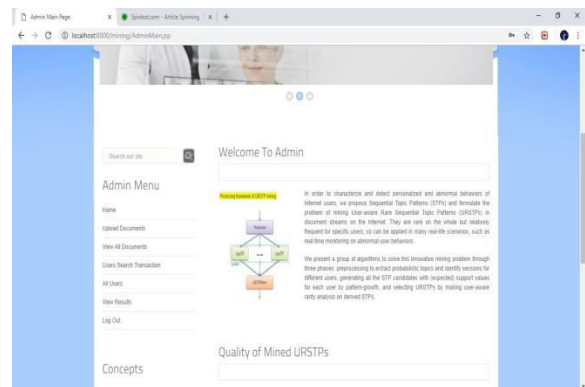 Admin Main Page
Spinbot.com - Article Spinning,
localhost:8000/mining/AdminMain.jsp
Search our site
Admin Menu
Home
Upload Documents
View All Documents
Users Search Transaction
All Users
View Results
Log Out
Concepts
Welcome To Admin
Processing framework of URSTP mining
In order to characterize and detect personalized and abnormal behaviors of
Internet users, we propose Sequential Topic Patterns (STPs) and formulate the
problem of mining User-aware Rare Sequential Topic Patterns (URSTPs) in
document streams on the Internet. They are rare on the whole but relatively
frequent for specific users, so can be applied in many real-life scenarios, such as
real-time monitoring on abnormal user behaviors.
We present a group of algorithms to solve this innovative mining problem through
three phases: preprocessing to extract probabilistic topics and identify sessions for
different users, generating all the STP candidates with (expected) support values
for each user by pattern-growth, and selecting URSTPs by making user-aware
rarity analysis on derived STPs.
Quality of Mined URSTPs